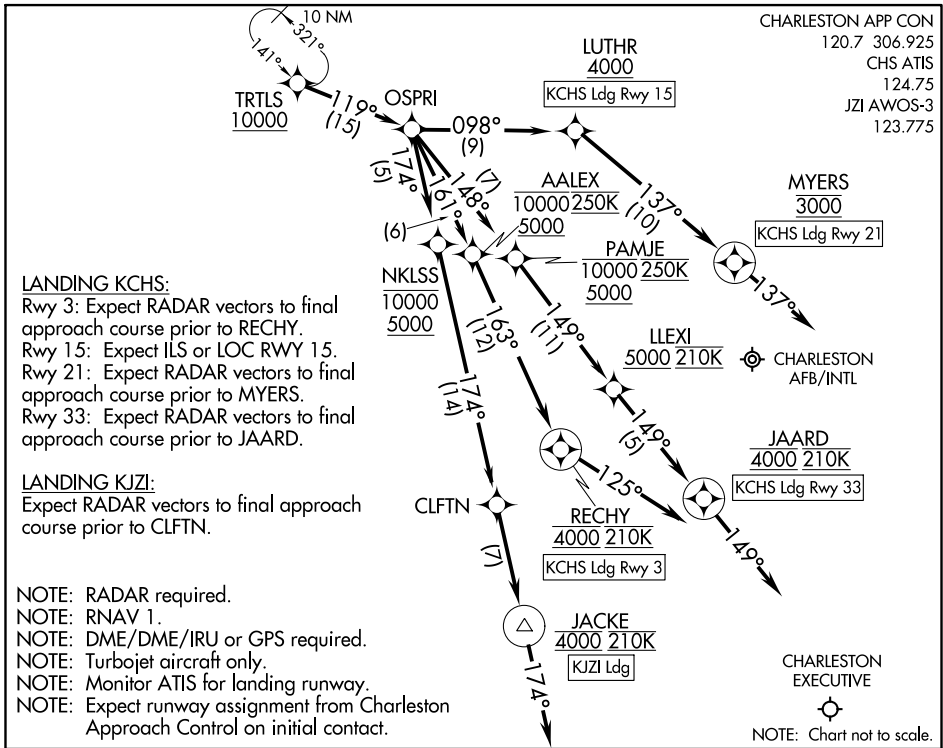 10 NM
321°
141°
TRTLS
10000
119°
(15)
OSPRI
098°
(9)
LUTHR
4000
KCHS Ldg Rwy 15
CHARLESTON APP CON
120.7 306.925
CHS ATIS
124.75
JZI AWOS-3
123.775
137°
(10)
MYERS
3000
KCHS Ldg Rwy 21
137°
174°
(5)
161°
(6)
148°
(7)
AALEX
10000 250K
5000
PAMJE
10000 250K
5000
NKLSS
10000
5000
163°
(12)
149°
(11)
LLEXI
5000 210K
CHARLESTON
AFB/INTL
174°
(14)
149°
(5)
JAARD
4000 210K
KCHS Ldg Rwy 33
149°
125°
RECHY
4000 210K
KCHS Ldg Rwy 3
CLFTN
(7)
JACKE
4000 210K
KJZI Ldg
174°
LANDING KCHS:
Rwy 3: Expect RADAR vectors to final
approach course prior to RECHY.
Rwy 15: Expect ILS or LOC RWY 15.
Rwy 21: Expect RADAR vectors to final
approach course prior to MYERS.
Rwy 33: Expect RADAR vectors to final
approach course prior to JAARD.
LANDING KJZI:
Expect RADAR vectors to final approach
course prior to CLFTN.
NOTE: RADAR required.
NOTE: RNAV 1.
NOTE: DME/DME/IRU or GPS required.
NOTE: Turbojet aircraft only.
NOTE: Monitor ATIS for landing runway.
NOTE: Expect runway assignment from Charleston
Approach Control on initial contact.
CHARLESTON
EXECUTIVE
NOTE: Chart not to scale.